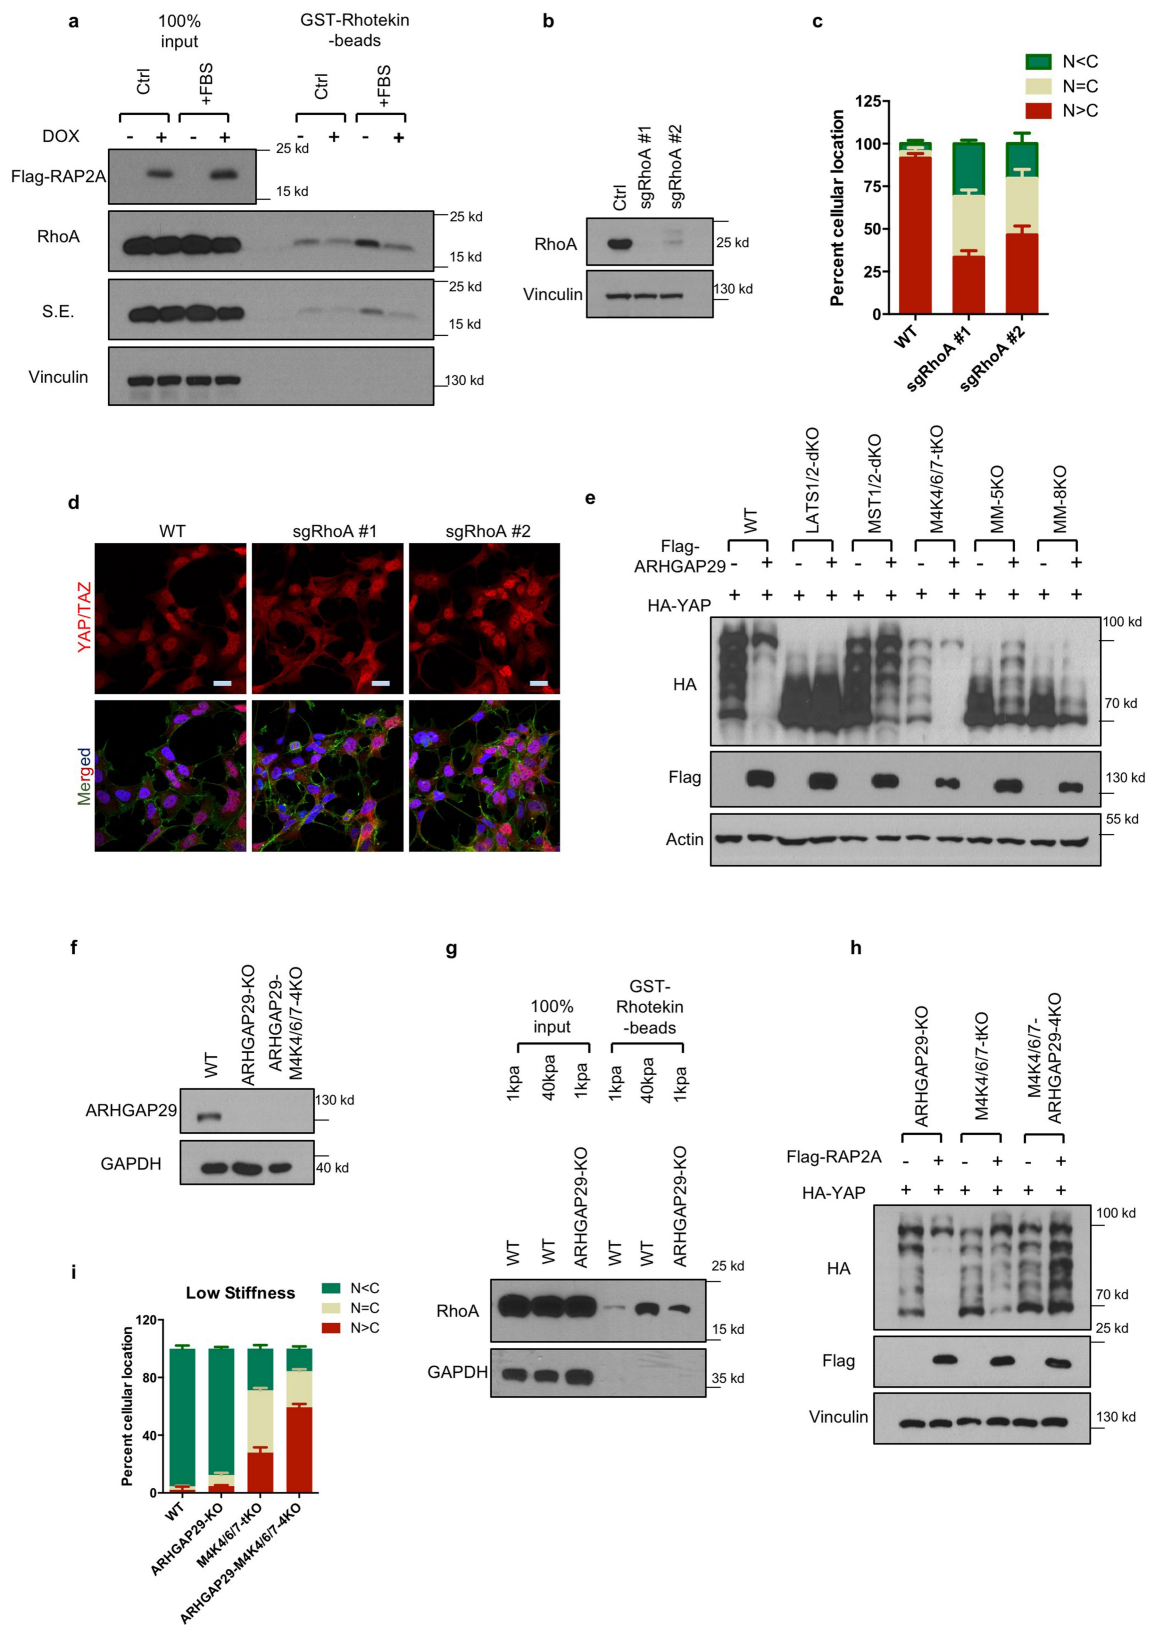 a
100%
input
GST-Rhotekin
-beads
Ctrl
+FBS
Ctrl
+FBS
DOX - + - + - + - +
Flag-RAP2A
25 kd
15 kd
RhoA
25 kd
15 kd
S.E.
25 kd
15 kd
Vinculin
130 kd
b
Ctrl
sgRhoA #1
sgRhoA #2
RhoA
25 kd
Vinculin
130 kd
c
N<C
N=C
N>C
Percent cellular location
125
100
75
50
25
0
WT
sgRhoA #1
sgRhoA #2
d
WT sgRhoA #1 sgRhoA #2
YAP/TAZ
Merged
e
WT
LATS1/2-dKO
MST1/2-dKO
M4K4/6/7-tKO
MM-5KO
MM-8KO
Flag-
ARHGAP29 - + - + - + - + - + - +
HA-YAP + + + + + + + + + + + +
HA
100 kd
70 kd
Flag
130 kd
Actin
55 kd
f
WT
ARHGAP29-KO
ARHGAP29-
M4K4/6/7-4KO
ARHGAP29
130 kd
GAPDH
40 kd
g
100%
input
GST-
Rhotekin
-beads
1kpa
40kpa
1kpa
1kpa
40kpa
1kpa
WT
WT
ARHGAP29-KO
WT
WT
ARHGAP29-KO
RhoA
25 kd
15 kd
GAPDH
35 kd
h
ARHGAP29-KO
M4K4/6/7-tKO
M4K4/6/7-
ARHGAP29-4KO
Flag-RAP2A - + - + - +
HA-YAP + + + + + +
HA
100 kd
70 kd
Flag
25 kd
Vinculin
130 kd
i
Low Stiffness
N<C
N=C
N>C
Percent cellular location
120
80
40
0
WT
ARHGAP29-KO
M4K4/6/7-tKO
ARHGAP29-M4K4/6/7-4KO